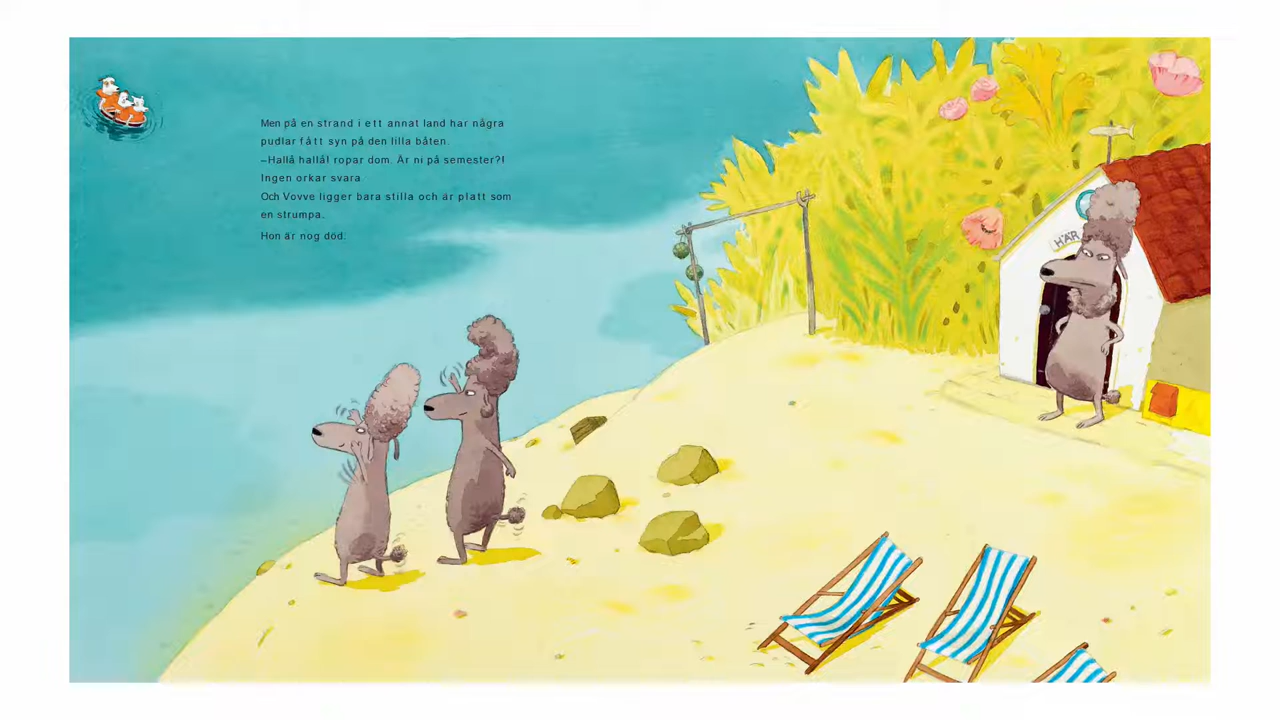 Men på en strand i ett annat land har några
pudlar fått syn på den lilla båten.
–Hallå hallå! ropar dom. Är ni på semester?!
Ingen orkar svara
Och Vovve ligger bara stilla och är platt som
en strumpa.
Hon är nog död.
HÄR